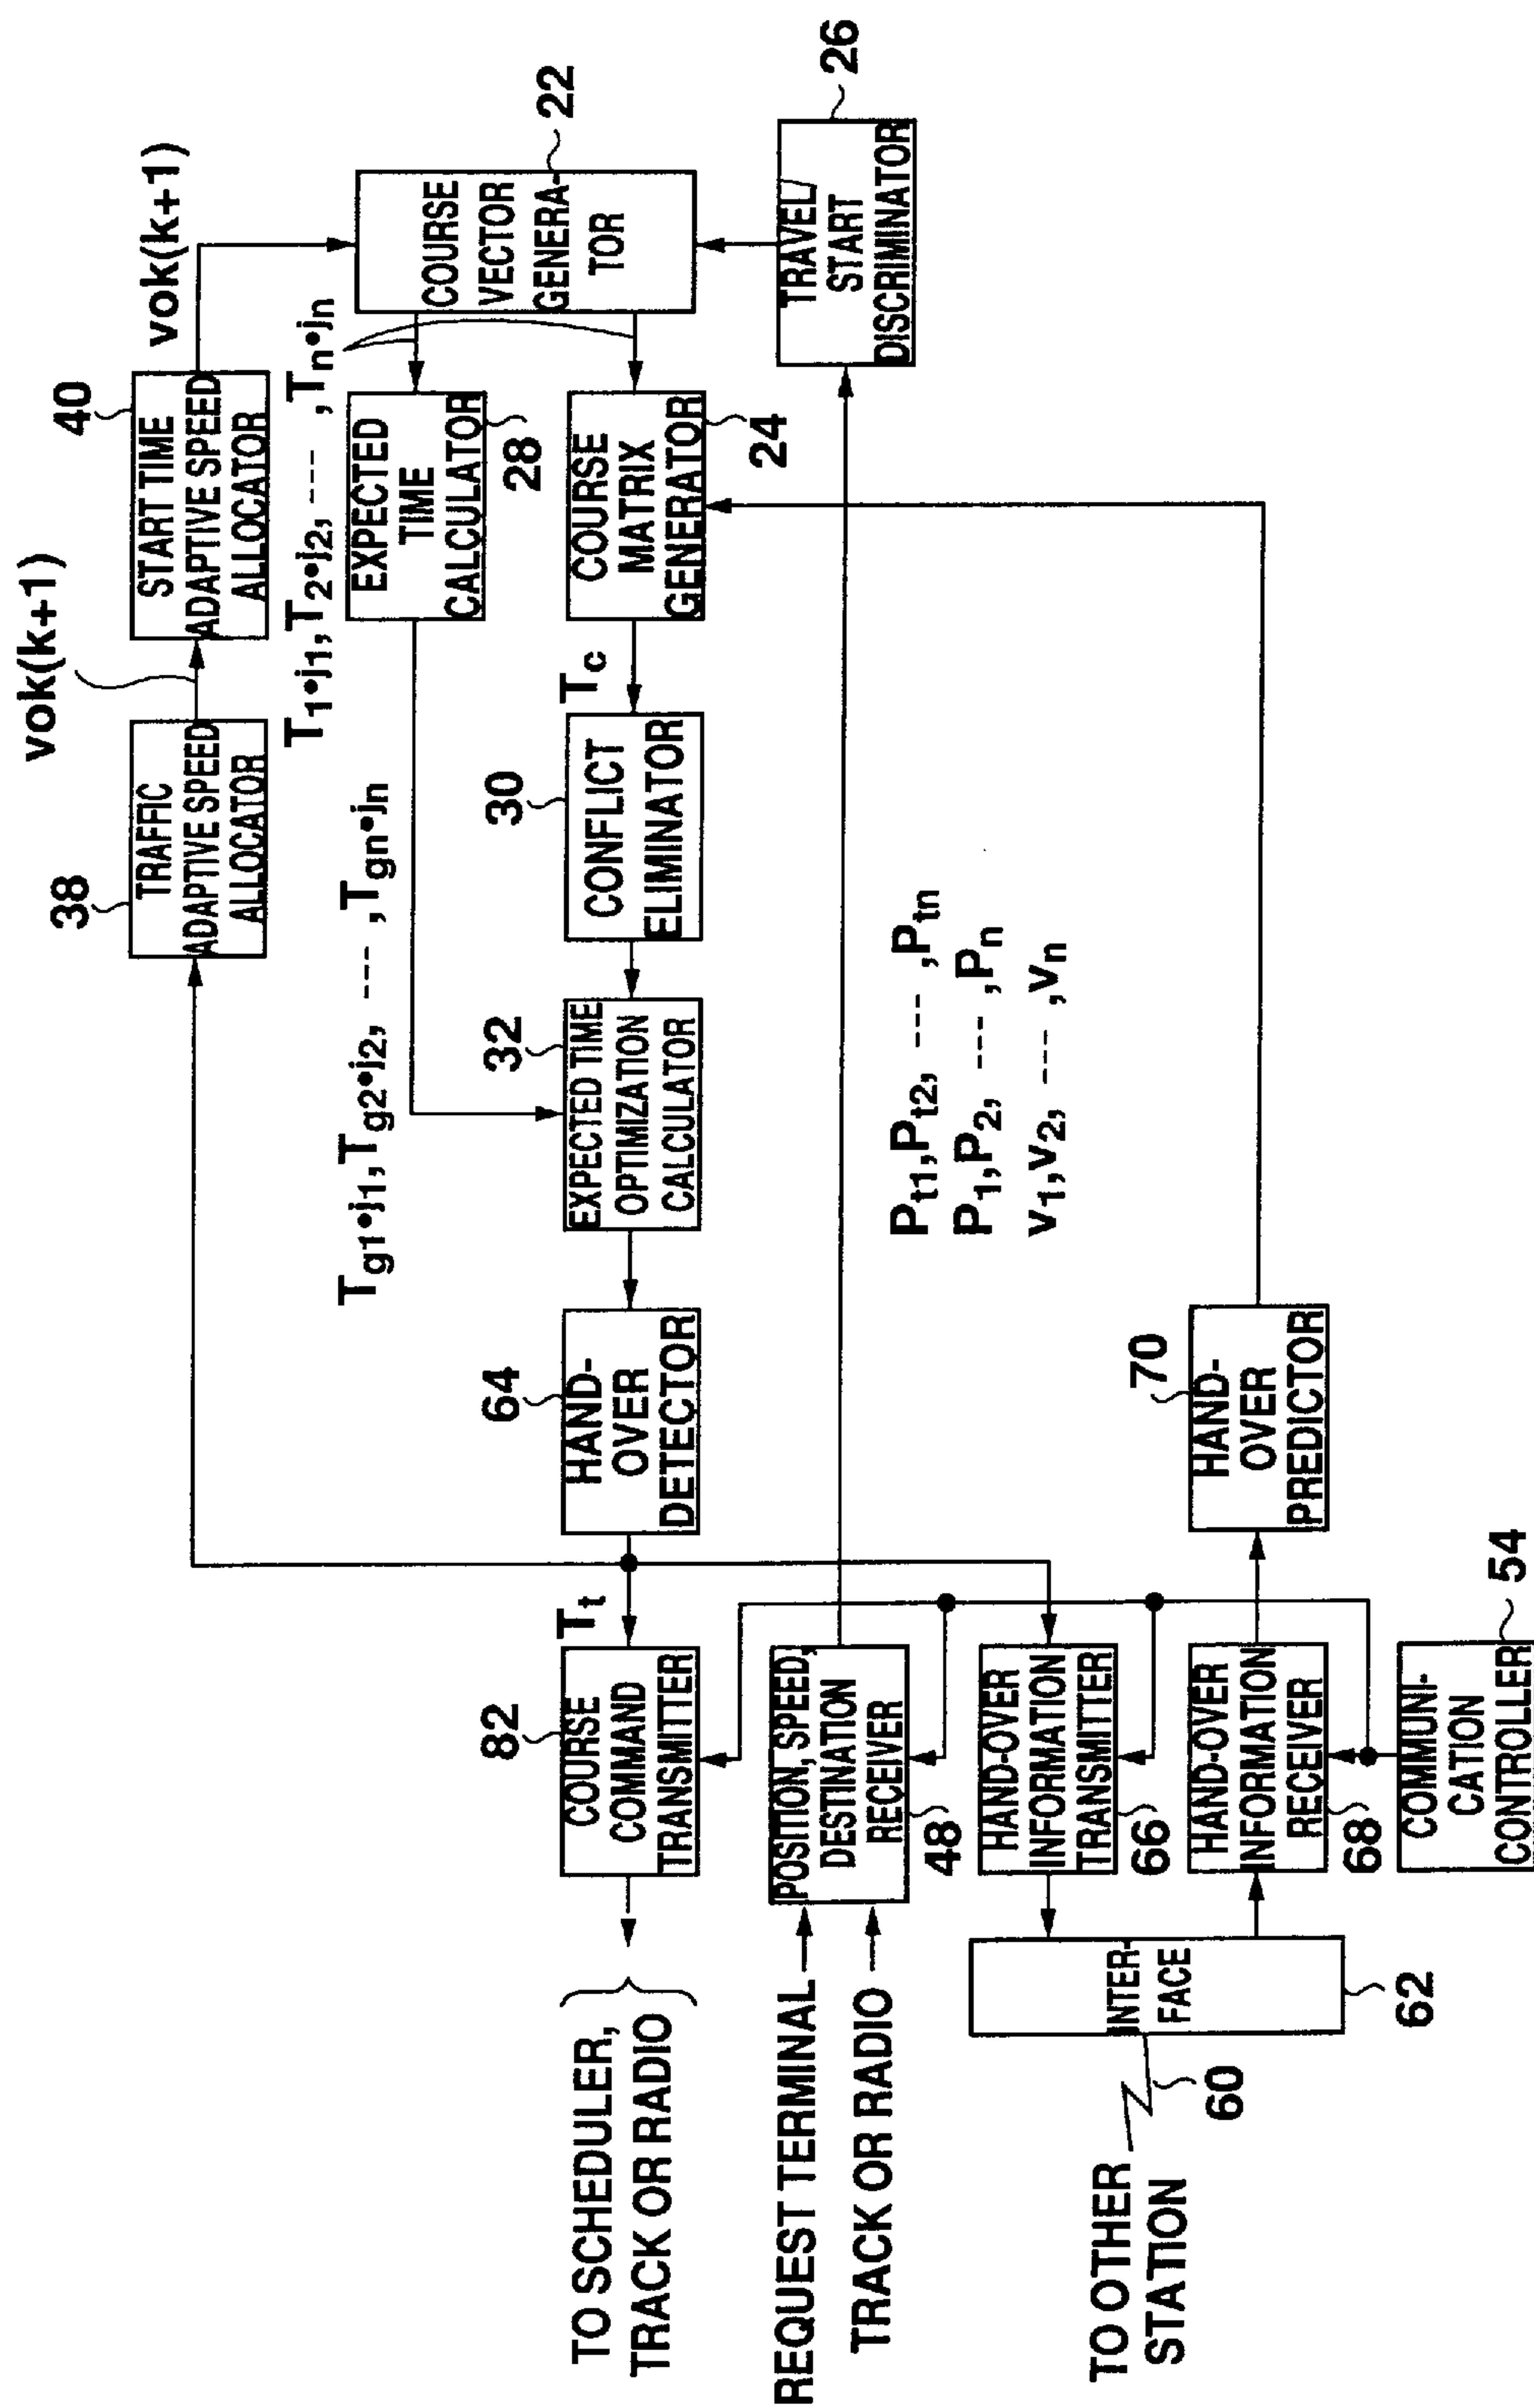 vok(k+1)
vok(k+1)
38
TRAFFIC
ADAPTIVE SPEED
ALLOCATOR
40
START TIME
ADAPTIVE SPEED
ALLOCATOR
T1•j1,T2•j2, --- ,Tn•jn
Tg1•j1,Tg2•j2, --- ,Tgn•jn
EXPECTED
TIME
CALCULATOR
28
COURSE
VECTOR
GENERA-
TOR
22
82
COURSE
COMMAND
TRANSMITTER
Tt
64
HAND-
OVER
DETECTOR
32
EXPECTED TIME
OPTIMIZATION
CALCULATOR
30
CONFLICT
ELIMINATOR
Tc
COURSE
MATRIX
GENERATOR
24
TO SCHEDULER,
TRACK OR RADIO
REQUEST TERMINAL
TRACK OR RADIO
POSITION, SPEED,
DESTINATION
RECEIVER
48
TRAVEL/
START
DISCRIMINATOR
26
Pt1,Pt2, --- ,Ptn
P1,P2, --- ,Pn
v1,v2, --- ,vn
HAND-OVER
INFORMATION
TRANSMITTER
66
HAND-OVER
INFORMATION
RECEIVER
68
70
HAND-
OVER
PREDICTOR
INTER-
FACE
62
60
TO OTHER
STATION
COMMUNI-
CATION
CONTROLLER
54